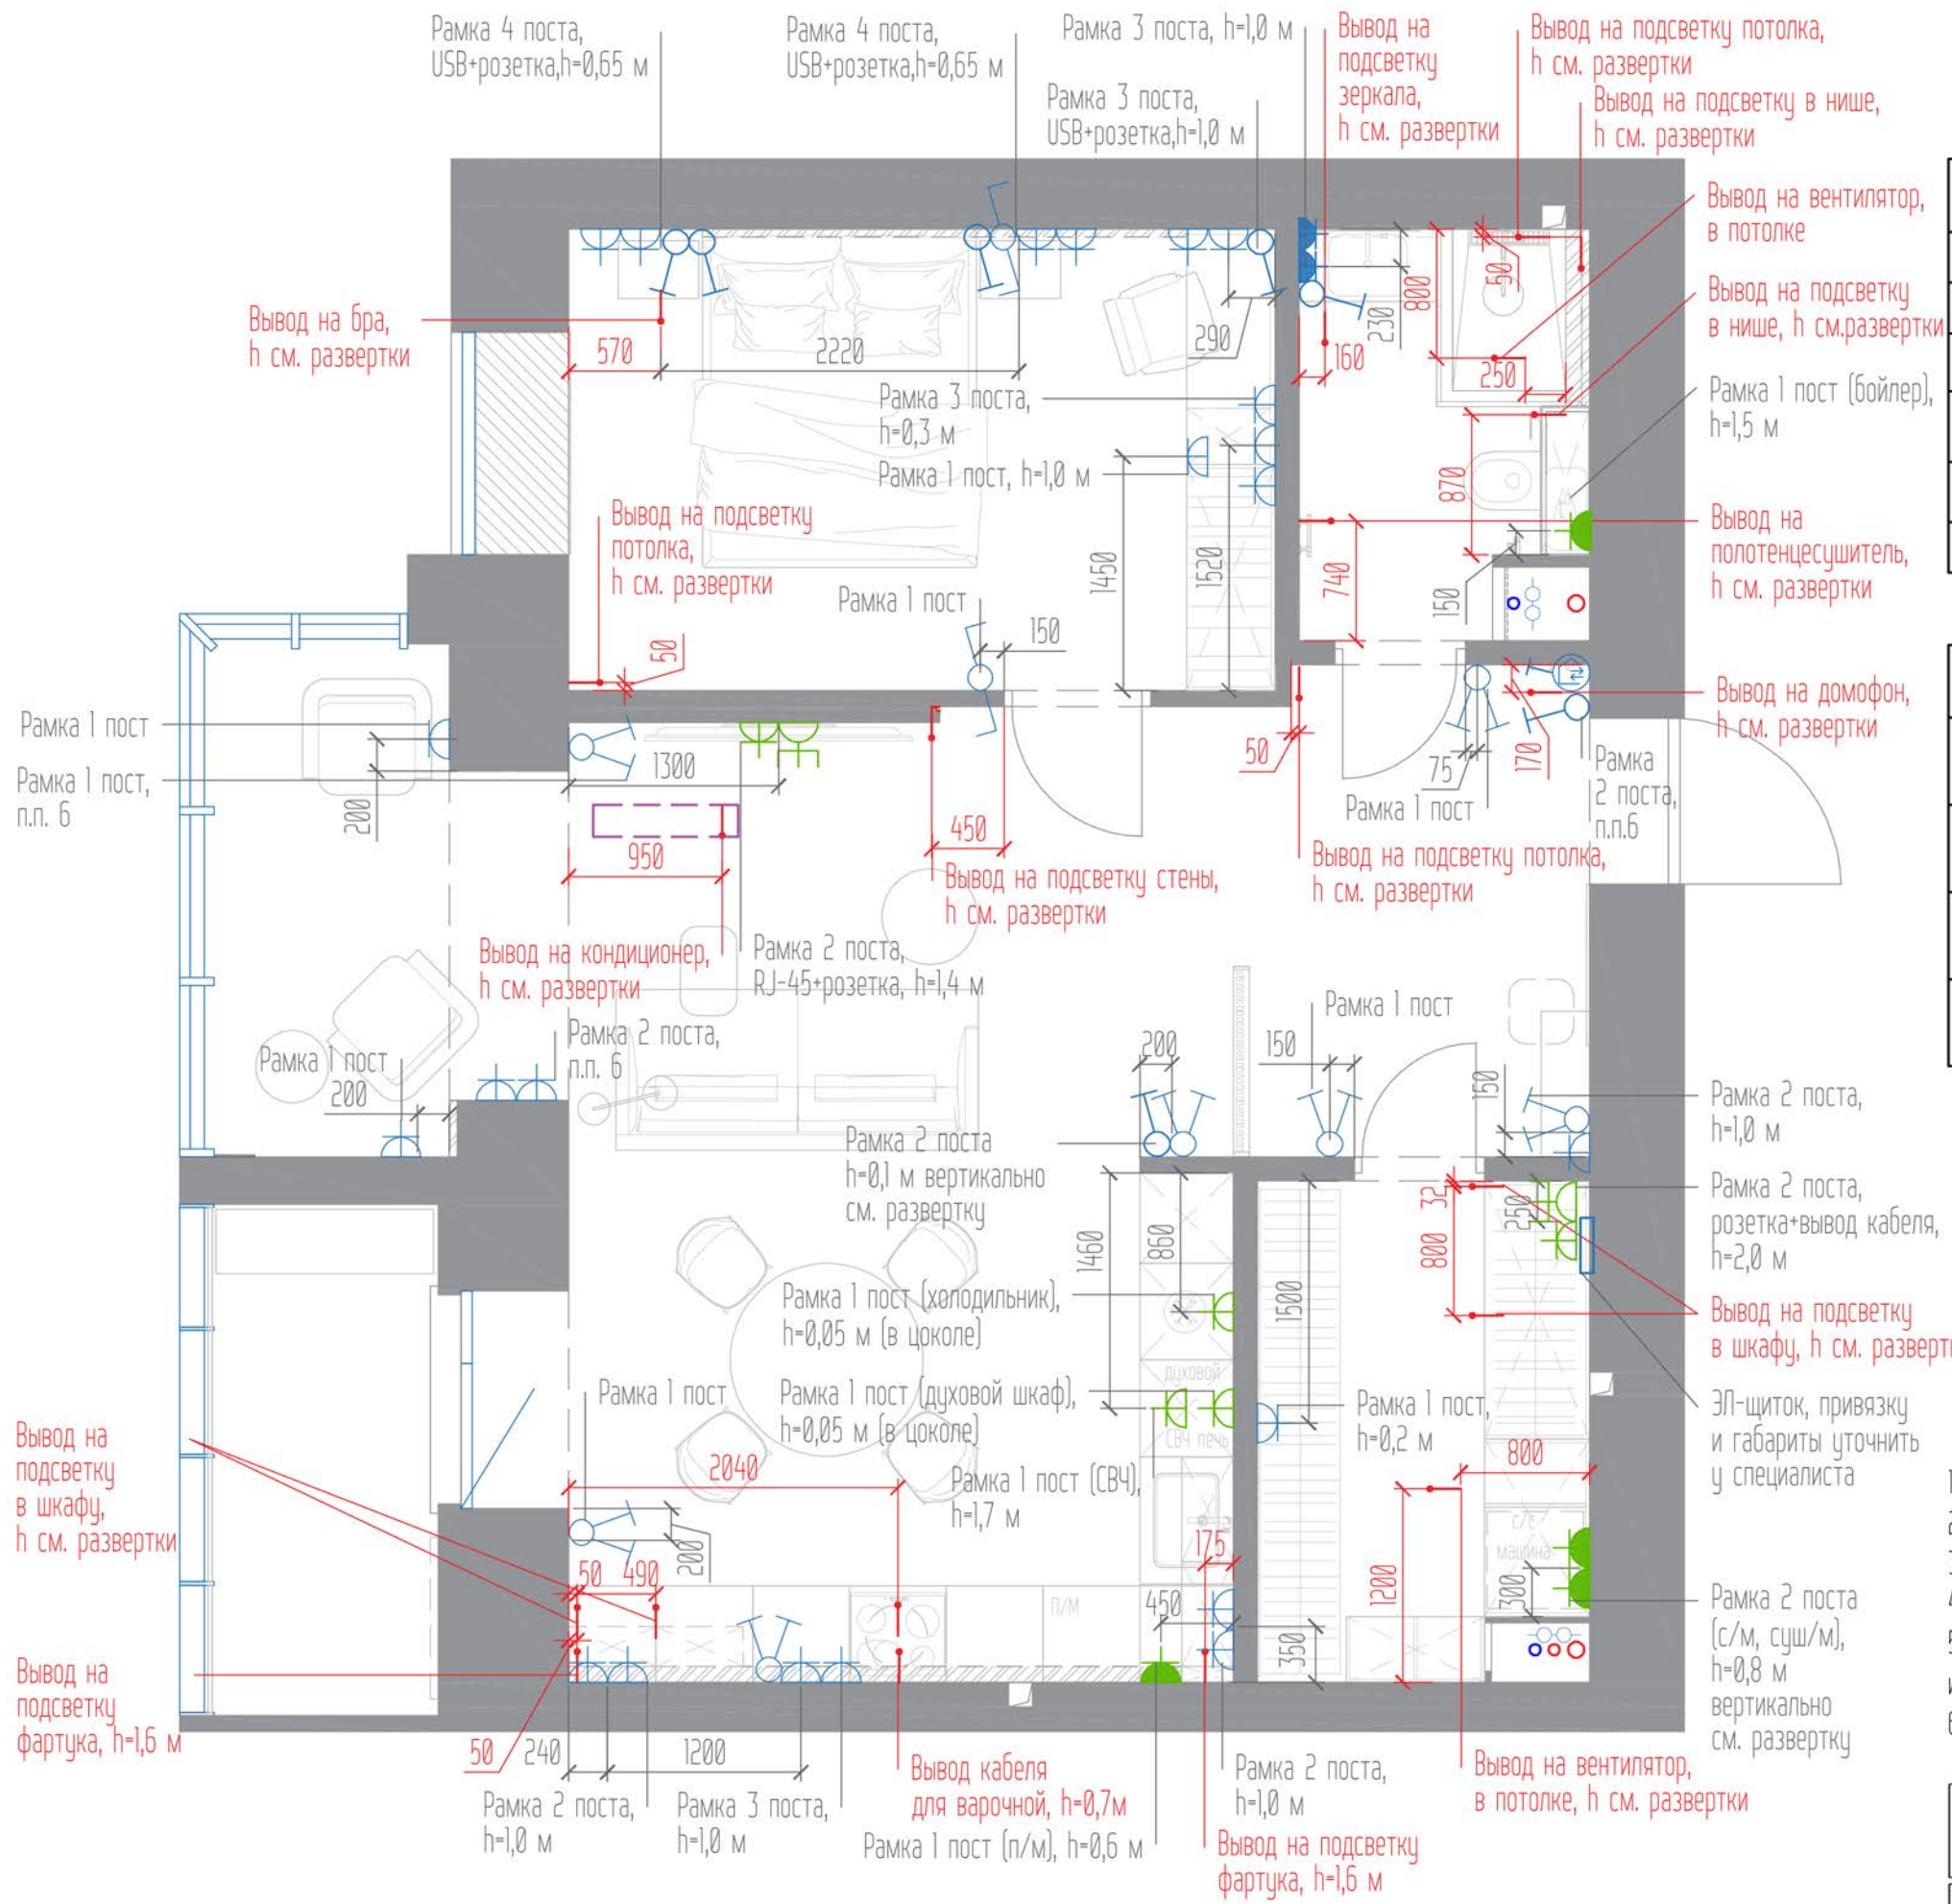 Рамка 4 поста,
USB+розетка,h=0,65 м
Рамка 4 поста,
USB+розетка,h=0,65 м
Рамка 3 поста, h=1,0 м
Рамка 3 поста,
USB+розетка,h=1,0 м
Вывод на
подсветку
зеркала,
h см. развертки
Вывод на подсветку потолка,
h см. развертки
Вывод на подсветку в нише,
h см. развертки
Вывод на вентилятор,
в потолке
Вывод на подсветку
в нише, h см.развертки
Рамка 1 пост (бойлер),
h=1,5 м
Вывод на
полотенцесушитель,
h см. развертки
Вывод на бра,
h см. развертки
570
2220
290
160
230
800
50
250
870
740
150
Рамка 3 поста,
h=0,3 м
Рамка 1 пост, h=1,0 м
1450
1520
Вывод на подсветку
потолка,
h см. развертки
50
Рамка 1 пост
150
Рамка 1 пост
Рамка 1 пост,
п.п. 6
200
1300
950
450
50
75
170
Рамка 1 пост
Рамка
2 поста,
п.п.6
Вывод на домофон,
h см. развертки
Вывод на подсветку стены,
h см. развертки
Вывод на подсветку потолка,
h см. развертки
Вывод на кондиционер,
h см. развертки
Рамка 2 поста,
RJ-45+розетка, h=1,4 м
Рамка 2 поста,
п.п. 6
Рамка 1 пост
200
Рамка 1 пост
200
150
150
Рамка 2 поста
h=0,1 м вертикально
см. развертку
Рамка 2 поста,
h=1,0 м
Рамка 2 поста,
розетка+вывод кабеля,
h=2,0 м
1460
860
1500
32
800
250
Рамка 1 пост (холодильник),
h=0,05 м (в цоколе)
Вывод на подсветку
в шкафу, h см. разверт
Рамка 1 пост
Рамка 1 пост (духовой шкаф),
h=0,05 м (в цоколе)
духовой
СВЧ печь
Рамка 1 пост,
h=0,2 м
ЭЛ-щиток, привязку
и габариты уточнить
у специалиста
Вывод на
подсветку
в шкафу,
h см. развертки
2040
Рамка 1 пост (СВЧ),
h=1,7 м
800
200
50
490
175
450
П/М
350
1200
с/с
машина
300
Рамка 2 поста
(с/м, суш/м),
h=0,8 м
вертикально
см. развертку
Вывод на
подсветку
фартука, h=1,6 м
50
240
1200
Рамка 2 поста,
h=1,0 м
Рамка 3 поста,
h=1,0 м
Вывод кабеля
для варочной, h=0,7м
Рамка 1 пост (п/м), h=0,6 м
Рамка 2 поста,
h=1,0 м
Вывод на подсветку
фартука, h=1,6 м
Вывод на вентилятор,
в потолке, h см. развертки